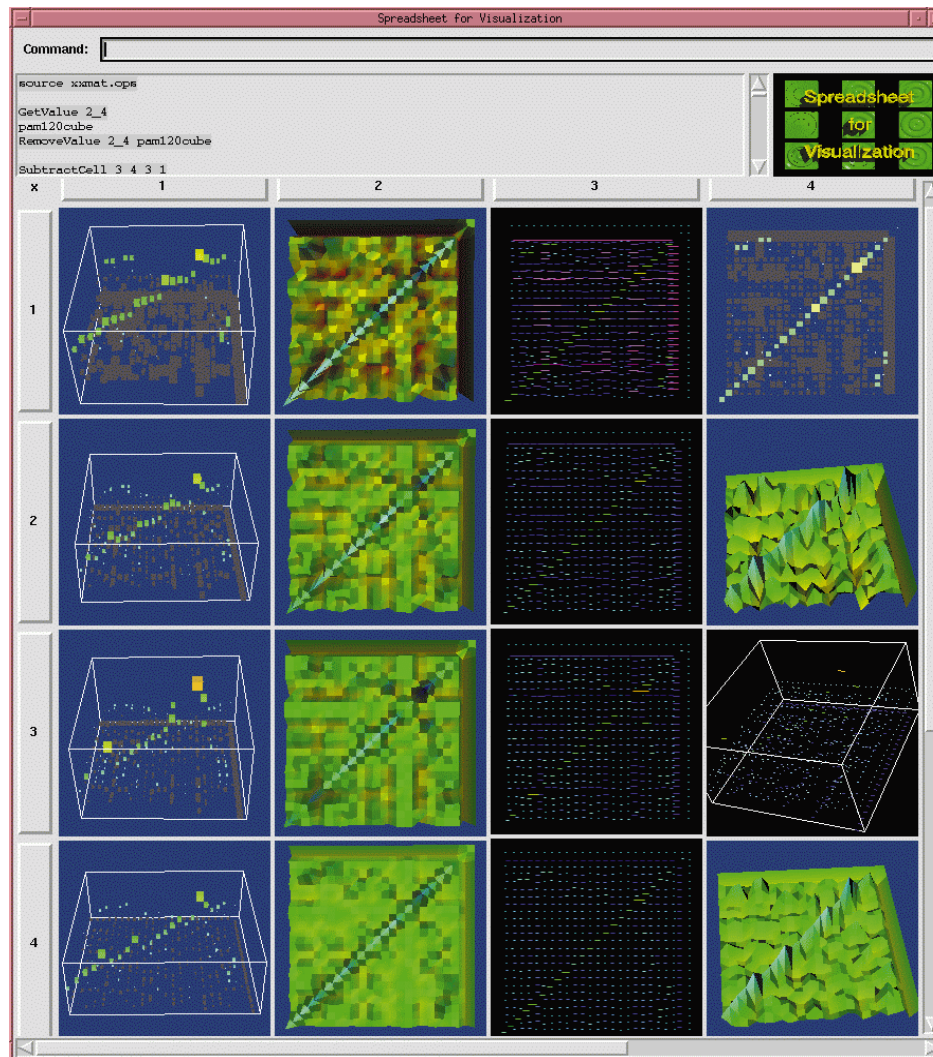 Spreadsheet for Visualization
Command:
source xxmat.ops
GetValue 2_4
pam120cube
RemoveValue 2_4 pam120cube
SubtractCell 3 4 3 1
Spreadsheet
for
Visualization
x 1 2 3 4
1
2
3
4